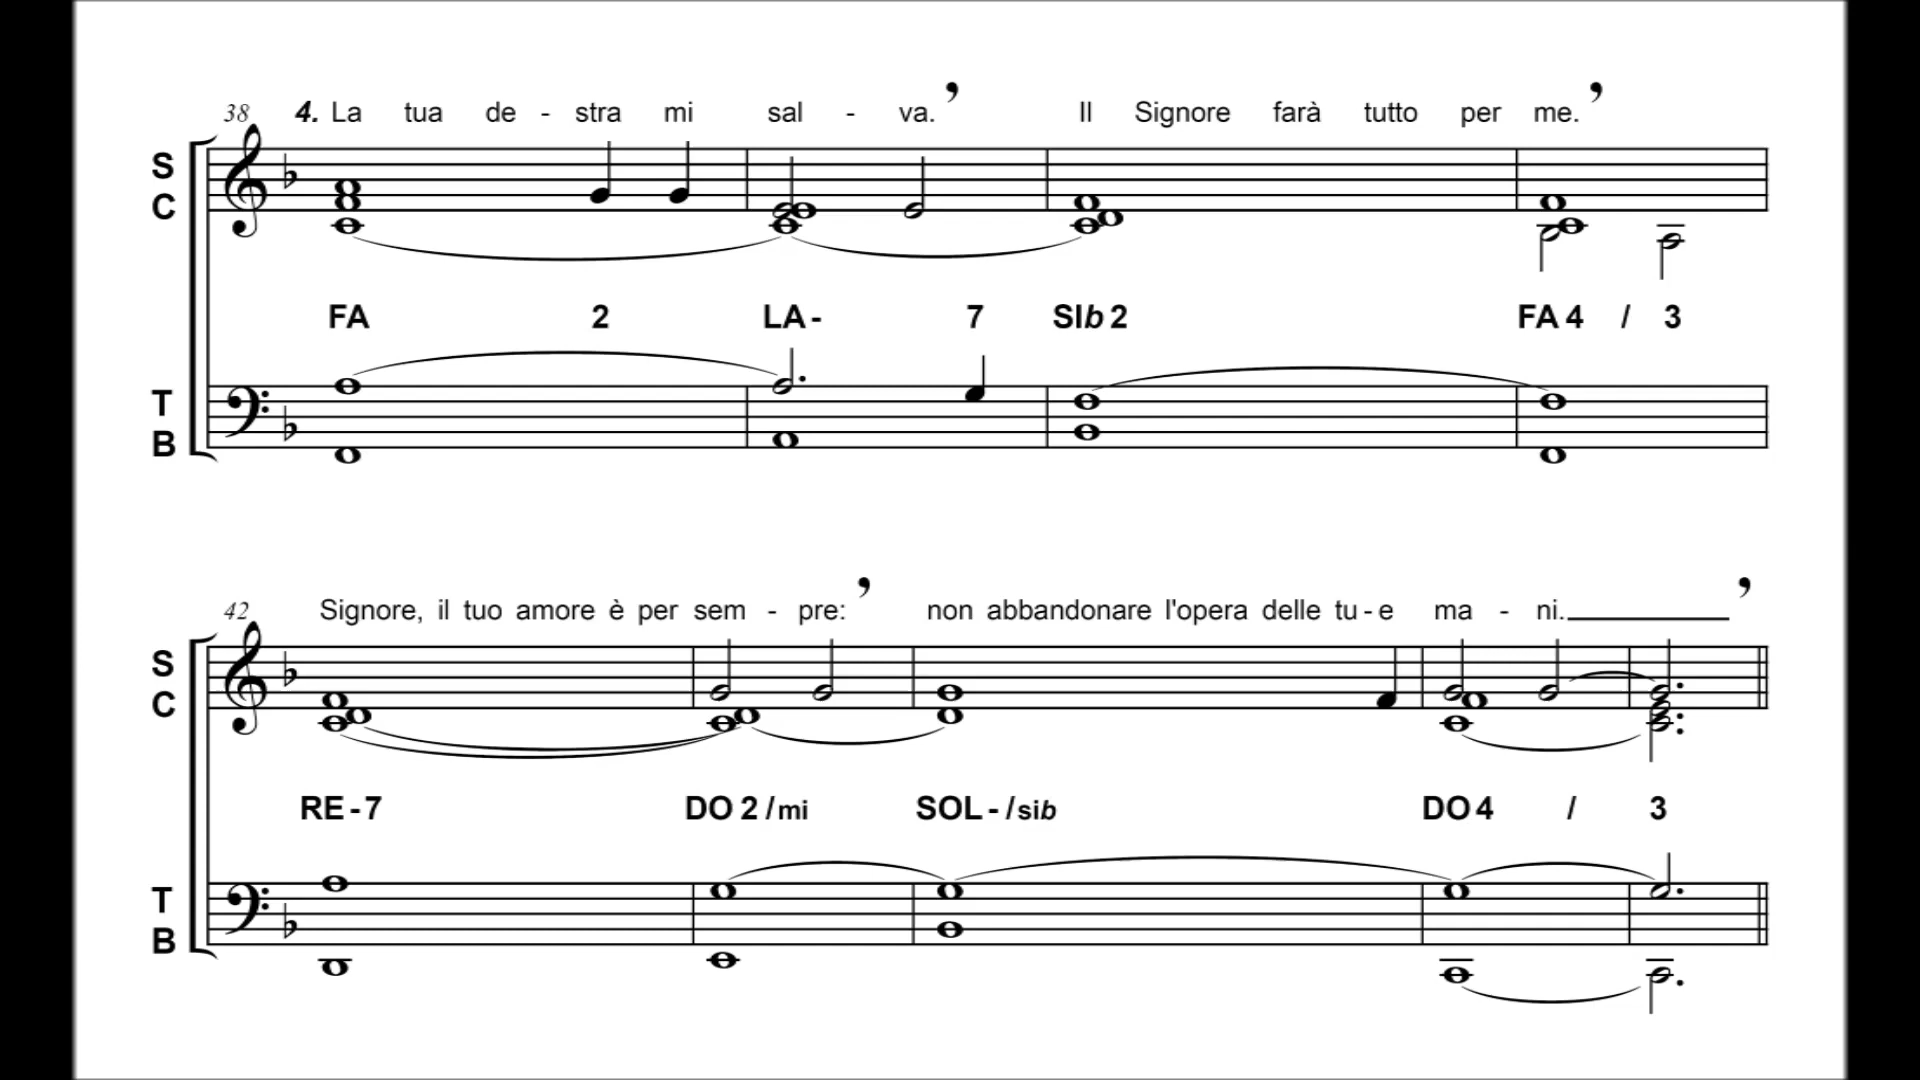 38 4. La tua de - stra mi sal - va. Il Signore farà tutto per me.
S
C
FA 2 LA - 7 SIb 2 FA 4 / 3
T
B
42 Signore, il tuo amore è per sem - pre: non abbandonare l'opera delle tu - e ma - ni.
S
C
RE - 7 DO 2 / mi SOL - / sib DO 4 / 3
T
B